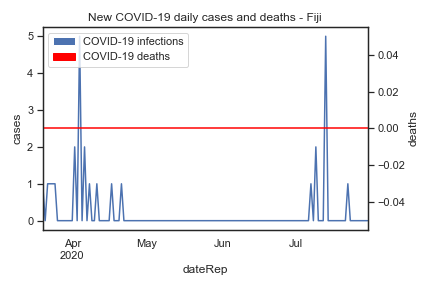 New COVID-19 daily cases and deaths - Fiji
COVID-19 infections
COVID-19 deaths
cases
5
4
3
2
1
0
deaths
0.04
0.02
0.00
−0.02
−0.04
Apr
2020
May
Jun
Jul
dateRep